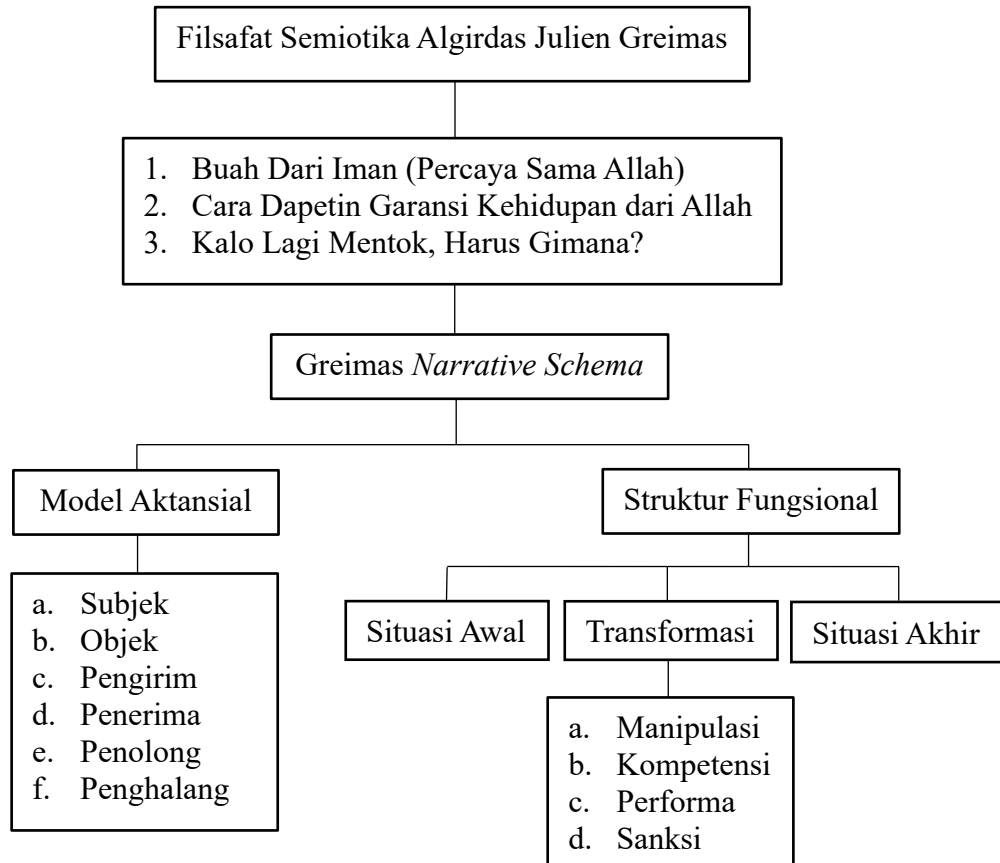 Filsafat Semiotika Algirdas Julien Greimas
1. Buah Dari Iman (Percaya Sama Allah)
2. Cara Dapetin Garansi Kehidupan dari Allah
3. Kalo Lagi Mentok, Harus Gimana?
Greimas Narrative Schema
Model Aktansial
a. Subjek
b. Objek
c. Pengirim
d. Penerima
e. Penolong
f. Penghalang
Struktur Fungsional
Situasi Awal
Transformasi
Situasi Akhir
a. Manipulasi
b. Kompetensi
c. Performa
d. Sanksi